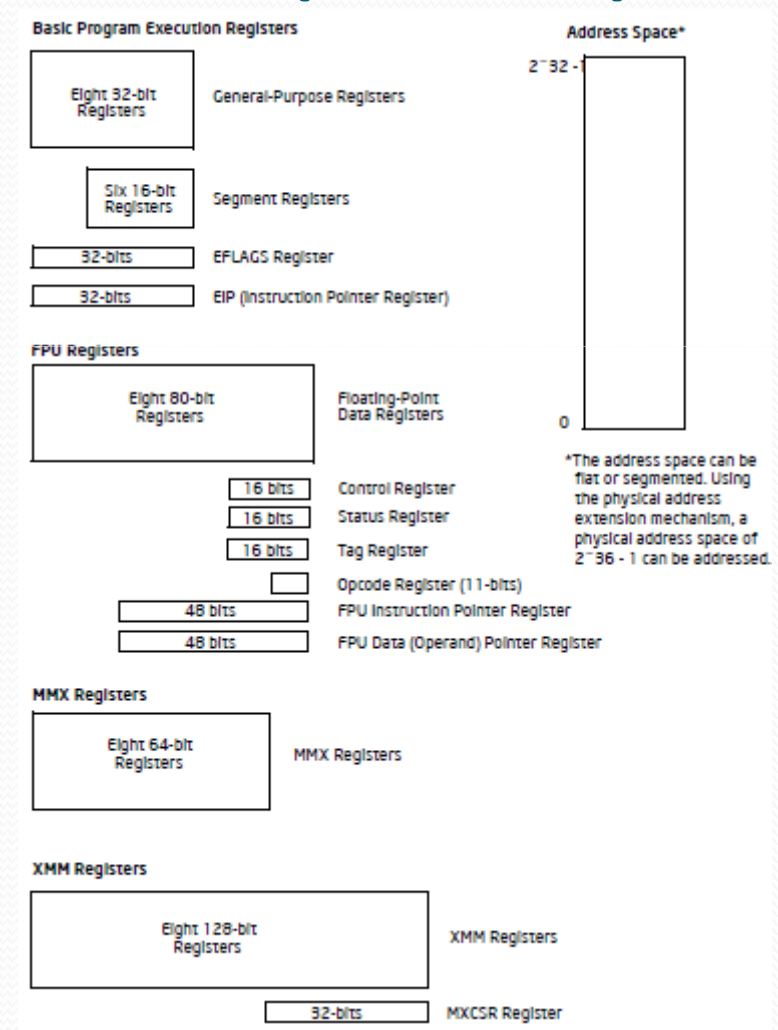 Basic Program Execution Registers
Address Space*
2^32 -1
Eight 32-bit
Registers
General-Purpose Registers
Six 16-bit
Registers
Segment Registers
32-bits
EFLAGS Register
32-bits
EIP (Instruction Pointer Register)
FPU Registers
Eight 80-bit
Registers
Floating-Point
Data Registers
0
*The address space can be
flat or segmented. Using
the physical address
extension mechanism, a
physical address space of
2^36 - 1 can be addressed.
16 bits
Control Register
16 bits
Status Register
16 bits
Tag Register
Opcode Register (11-bits)
48 bits
FPU Instruction Pointer Register
48 bits
FPU Data (Operand) Pointer Register
MMX Registers
Eight 64-bit
Registers
MMX Registers
XMM Registers
Eight 128-bit
Registers
XMM Registers
32-bits
MXCSR Register